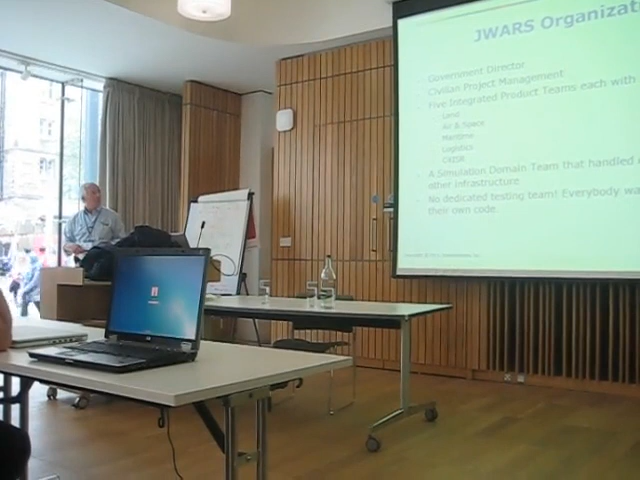 JWARS Organizat
Government Director
Civilian Project Management
Five Integrated Product Teams each with
- Land
- Air & Space
- Maritime
- Logistics
- C4ISR
A Simulation Domain Team that handled
other infrastructure
No dedicated testing team! Everybody wa
their own code.